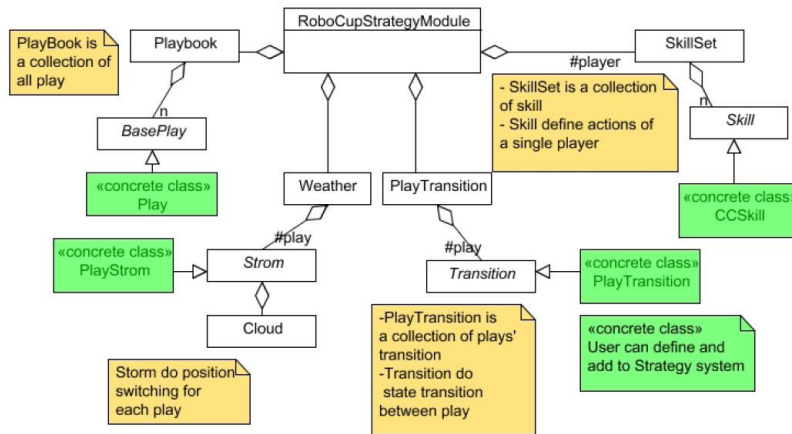 RoboCupStrategyModule
PlayBook is
a collection of
all play
Playbook
SkillSet
#player
n
BasePlay
- SkillSet is a collection
of skill
- Skill define actions of
a single player
n
Skill
«concrete class»
Play
Weather
PlayTransition
«concrete class»
CCSkill
#play
#play
«concrete class»
PlayStrom
Strom
Transition
«concrete class»
PlayTransition
Cloud
-PlayTransition is
a collection of plays'
transition
-Transition do
state transition
between play
«concrete class»
User can define and
add to Strategy system
Storm do position
switching for
each play